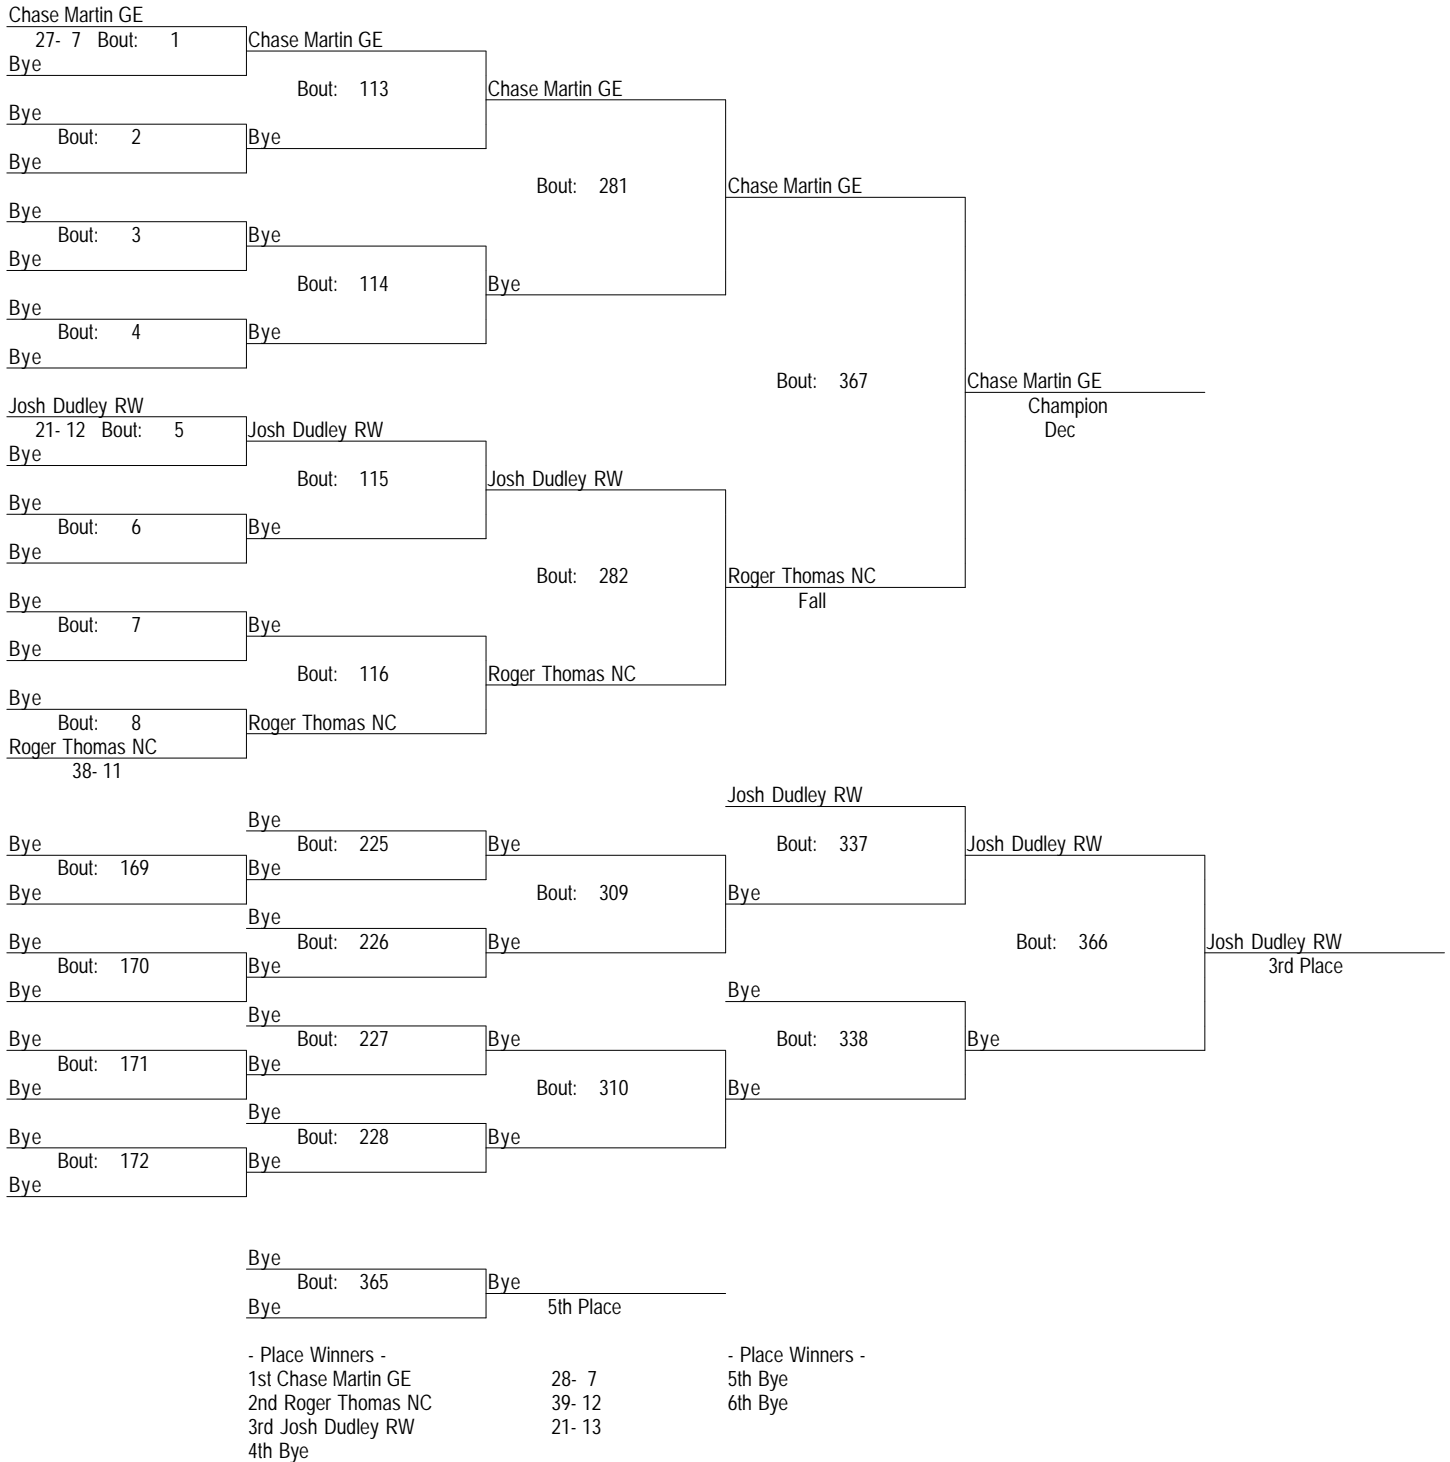 Chase Martin GE
27- 7 Bout: 1 Chase Martin GE
Bye
Bout: 113 Chase Martin GE
Bye
Bout: 2 Bye
Bye
Bout: 281 Chase Martin GE
Bye
Bout: 3 Bye
Bye
Bout: 114 Bye
Bye
Bout: 4 Bye
Bye
Bout: 367 Chase Martin GE
Josh Dudley RW Champion
21- 12 Bout: 5 Josh Dudley RW Dec
Bye
Bout: 115 Josh Dudley RW
Bye
Bout: 6 Bye
Bye
Bout: 282 Roger Thomas NC
Bye Fall
Bout: 7 Bye
Bye
Bout: 116 Roger Thomas NC
Bye
Bout: 8 Roger Thomas NC
Roger Thomas NC
38- 11
Josh Dudley RW
Bye
Bye Bout: 225 Bye Bout: 337 Josh Dudley RW
Bout: 169 Bye
Bye Bout: 309 Bye
Bye
Bye Bout: 226 Bye Bout: 366 Josh Dudley RW
Bout: 170 Bye 3rd Place
Bye Bye
Bye
Bye Bout: 227 Bye Bout: 338 Bye
Bout: 171 Bye
Bye Bout: 310 Bye
Bye
Bye Bout: 228 Bye
Bout: 172 Bye
Bye
Bye
Bout: 365 Bye
Bye 5th Place
- Place Winners - - Place Winners -
1st Chase Martin GE 28- 7 5th Bye
2nd Roger Thomas NC 39- 12 6th Bye
3rd Josh Dudley RW 21- 13
4th Bye